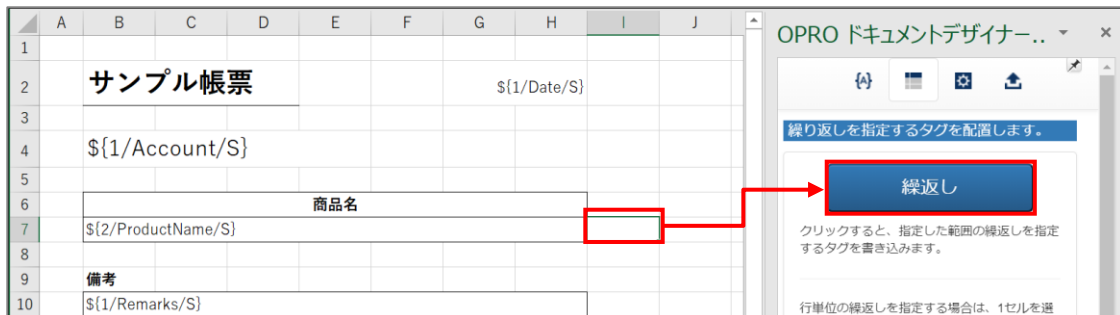 A B C D E F G H I J
OPRO ドキュメントデザイナー..
1
2 サンプル帳票 ${1/Date/S}
{A}
3
繰り返しを指定するタグを配置します。
4 ${1/Account/S}
5
繰返し
6 商品名
7 ${2/ProductName/S}
クリックすると、指定した範囲の繰返しを指定
するタグを書き込みます。
8
9 備考
10 ${1/Remarks/S}
行単位の繰返しを指定する場合は、1セルを選